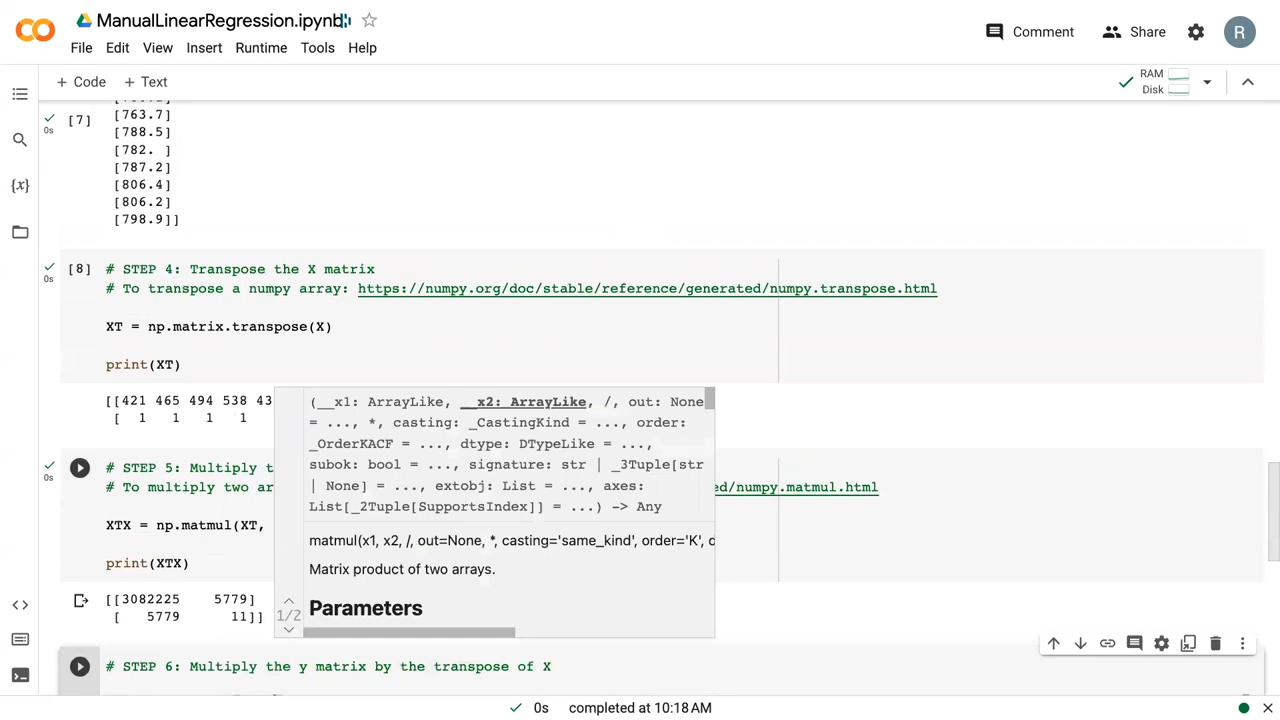 ManualLinearRegression.ipynb
File Edit View Insert Runtime Tools Help
Comment
Share
R
+ Code + Text
RAM
Disk
[7]
0s
[763.7]
[788.5]
[782. ]
[787.2]
[806.4]
[806.2]
[798.9]]
[8]
0s
# STEP 4: Transpose the X matrix
# To transpose a numpy array: https://numpy.org/doc/stable/reference/generated/numpy.transpose.html
XT = np.matrix.transpose(X)
print(XT)
[[421 465 494 538 43
[ 1 1 1 1
(__x1: ArrayLike, __x2: ArrayLike, /, out: None
= ..., *, casting: _CastingKind = ..., order:
_OrderKACF = ..., dtype: DTypeLike = ...,
subok: bool = ..., signature: str | _3Tuple[str
| None] = ..., extobj: List = ..., axes:
List[_2Tuple[SupportsIndex]] = ...) -> Any
matmul(x1, x2, /, out=None, *, casting='same_kind', order='K', d
Matrix product of two arrays.
Parameters
1/2
0s
# STEP 5: Multiply t
# To multiply two ar
ed/numpy.matmul.html
XTX = np.matmul(XT,
print(XTX)
[[3082225 5779]
[ 5779 11]]
# STEP 6: Multiply the y matrix by the transpose of X
0s completed at 10:18 AM